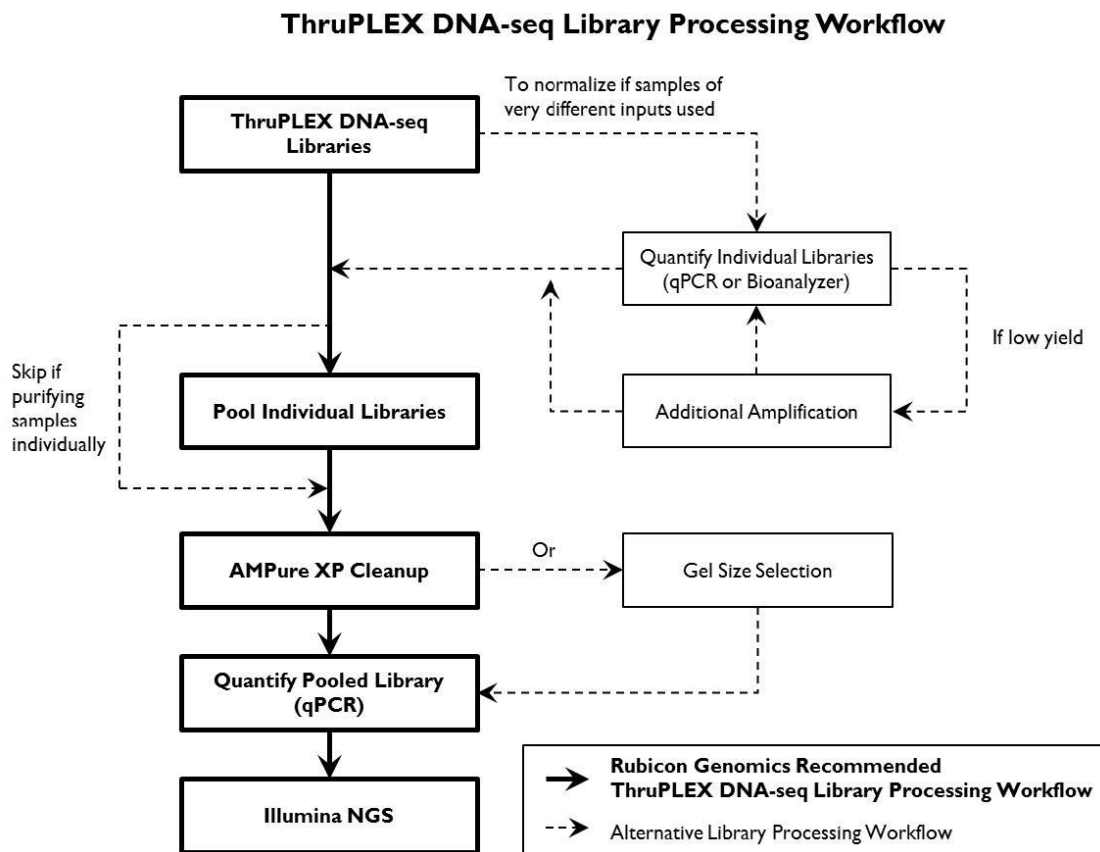 ThruPLEX DNA-seq Library Processing Workflow
To normalize if samples of
very different inputs used
ThruPLEX DNA-seq
Libraries
Quantify Individual Libraries
(qPCR or Bioanalyzer)
If low yield
Skip if
purifying
samples
individually
Pool Individual Libraries
Additional Amplification
AMPure XP Cleanup
Or
Gel Size Selection
Quantify Pooled Library
(qPCR)
Illumina NGS
Rubicon Genomics Recommended
ThruPLEX DNA-seq Library Processing Workflow
Alternative Library Processing Workflow